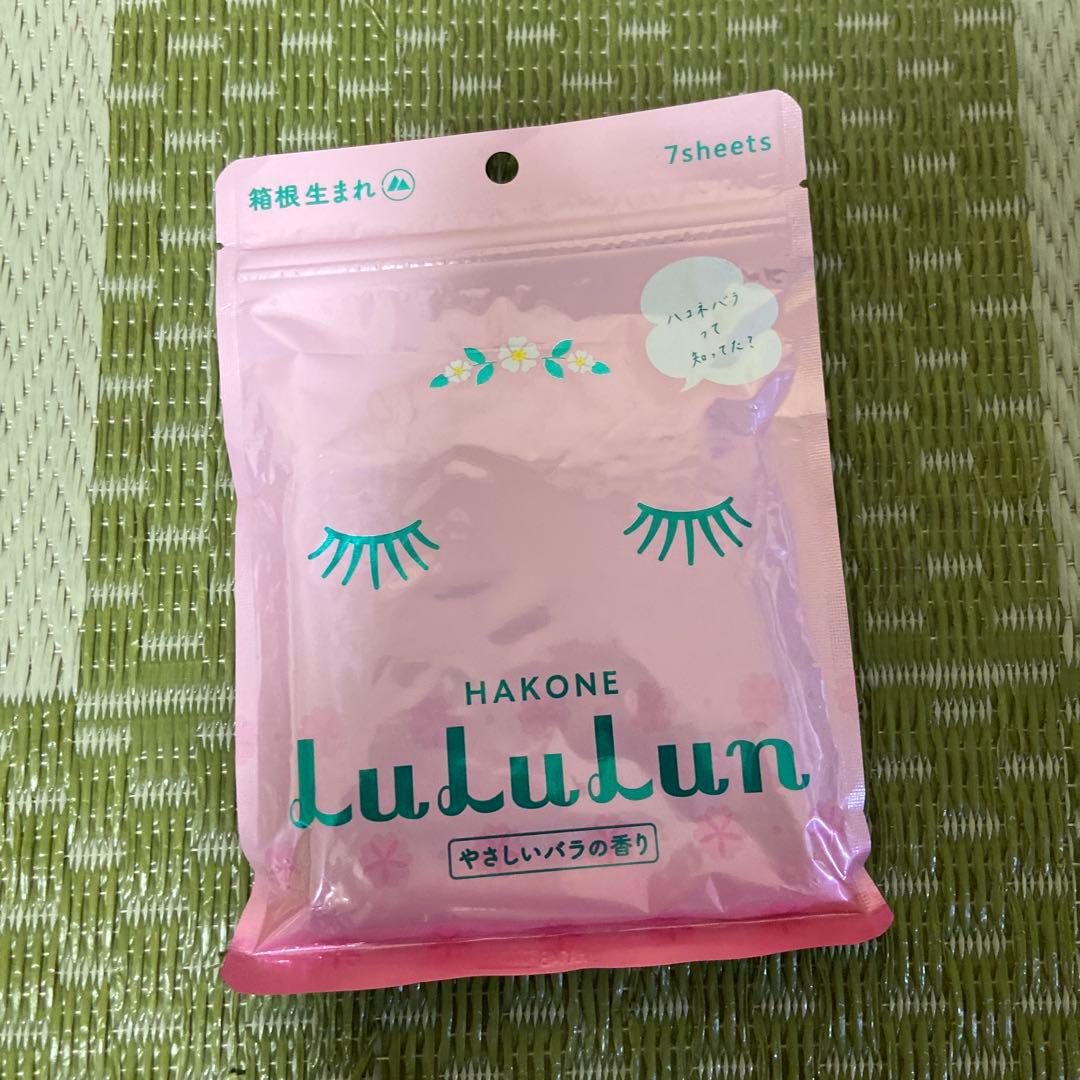 箱根生まれ
7sheets
ハコネバラ
って
知ってた?
HAKONE
LuLuLun
やさしいバラの香り